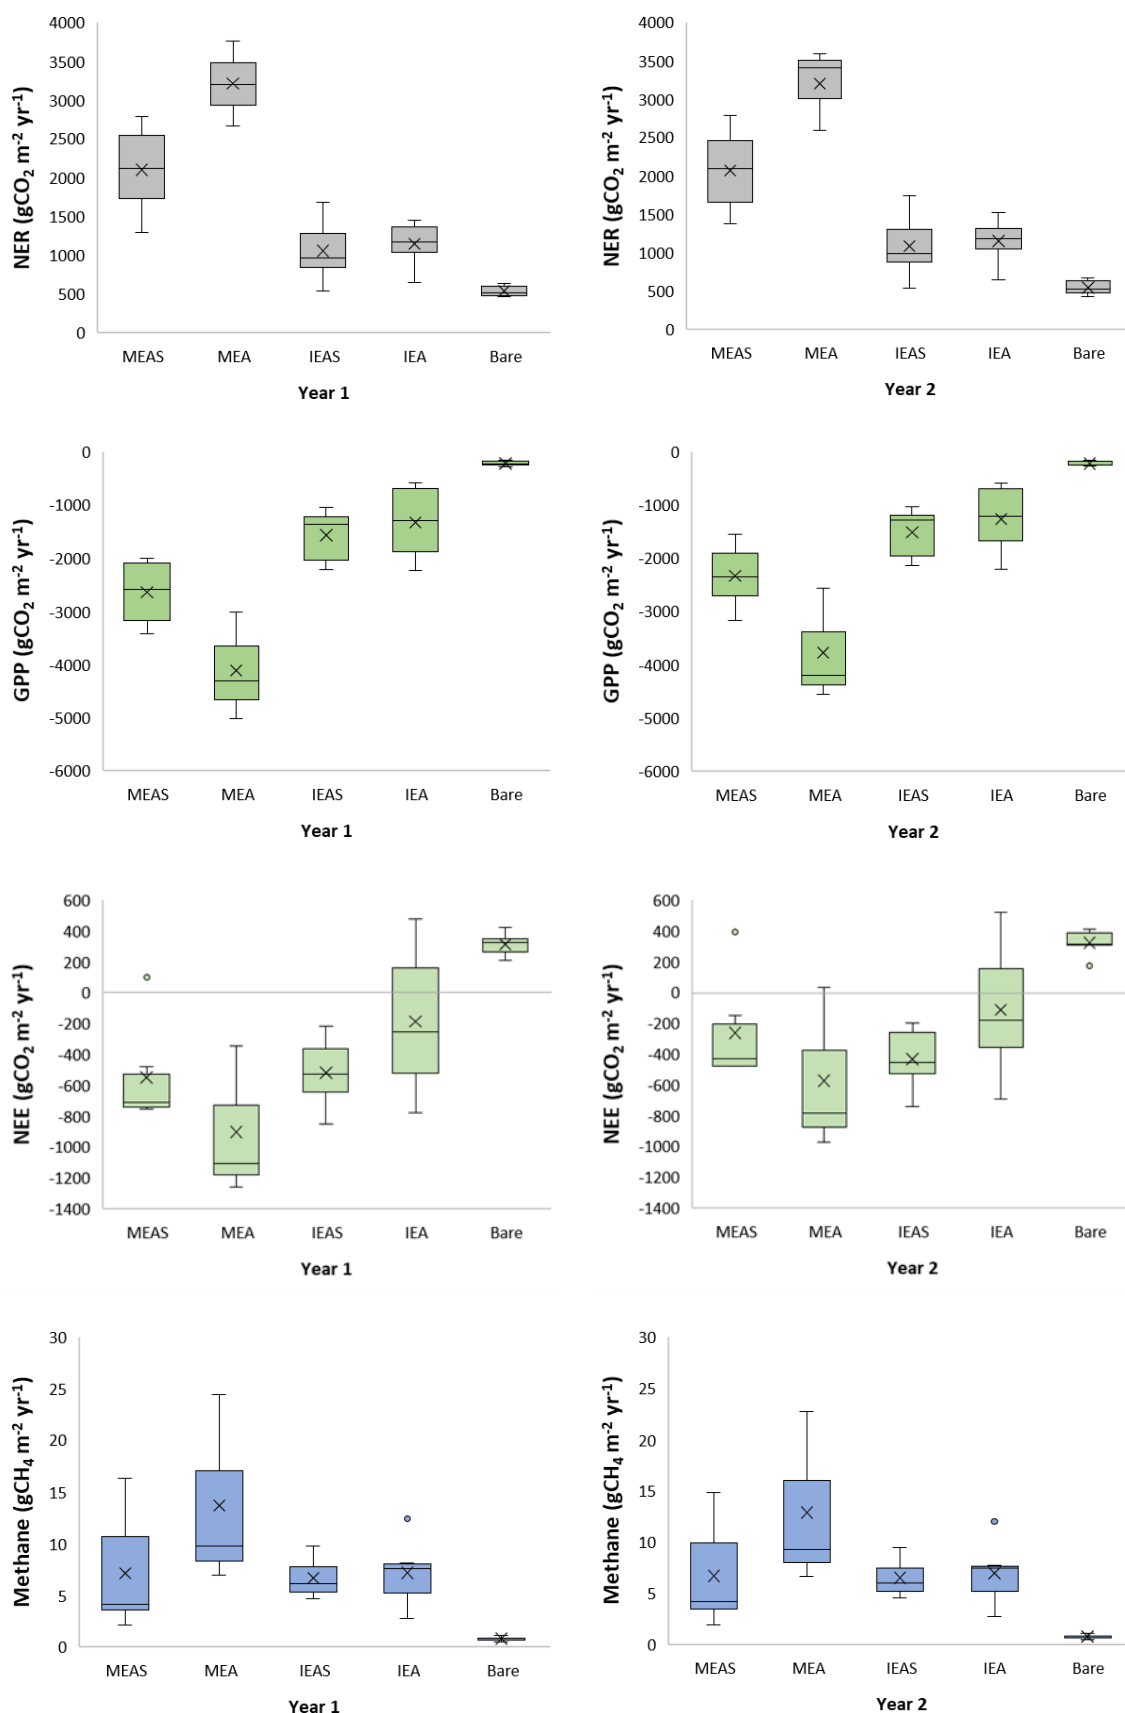 NER (gCO₂ m⁻² yr⁻¹)
4000
3500
3000
2500
2000
1500
1000
500
0
MEAS MEA IEAS IEA Bare
Year 1
NER (gCO₂ m⁻² yr⁻¹)
4000
3500
3000
2500
2000
1500
1000
500
0
MEAS MEA IEAS IEA Bare
Year 2
GPP (gCO₂ m⁻² yr⁻¹)
0
-1000
-2000
-3000
-4000
-5000
-6000
MEAS MEA IEAS IEA Bare
Year 1
GPP (gCO₂ m⁻² yr⁻¹)
0
-1000
-2000
-3000
-4000
-5000
-6000
MEAS MEA IEAS IEA Bare
Year 2
NEE (gCO₂ m⁻² yr⁻¹)
600
400
200
0
-200
-400
-600
-800
-1000
-1200
-1400
MEAS MEA IEAS IEA Bare
Year 1
NEE (gCO₂ m⁻² yr⁻¹)
600
400
200
0
-200
-400
-600
-800
-1000
-1200
-1400
MEAS MEA IEAS IEA Bare
Year 2
Methane (gCH₄ m⁻² yr⁻¹)
30
25
20
15
10
5
0
MEAS MEA IEAS IEA Bare
Year 1
Methane (gCH₄ m⁻² yr⁻¹)
30
25
20
15
10
5
0
MEAS MEA IEAS IEA Bare
Year 2